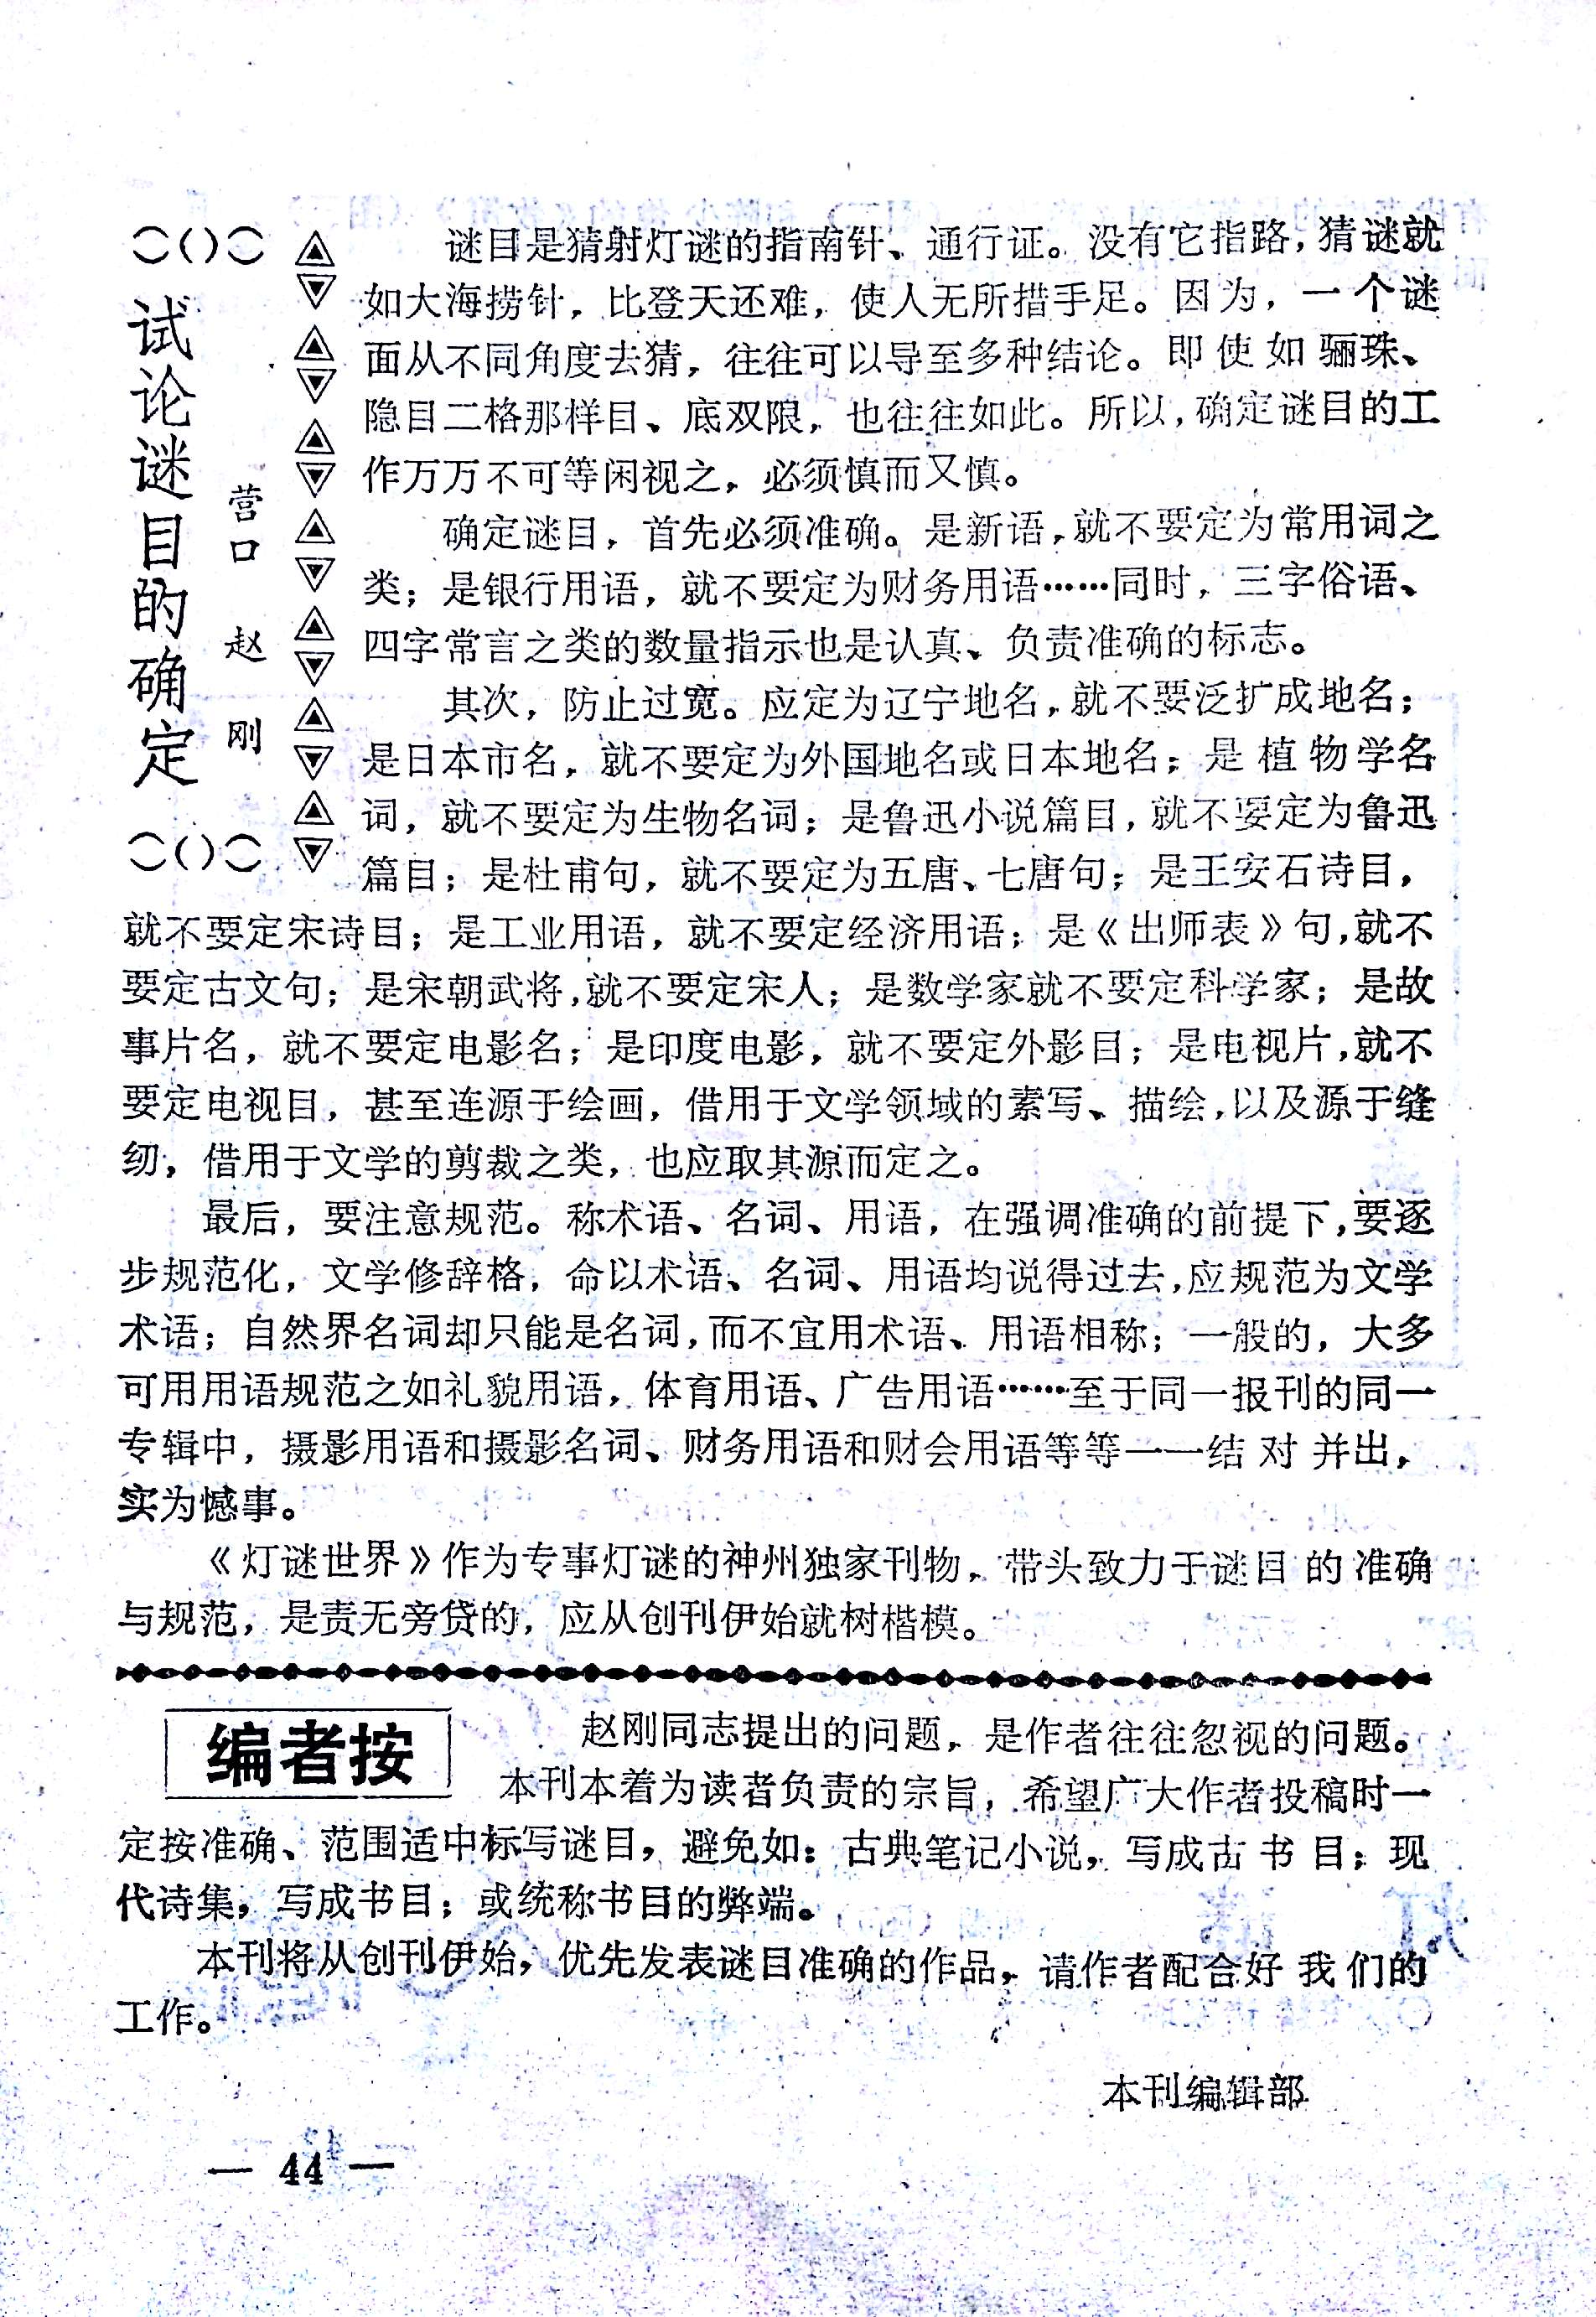 试论谜目的确定
营口 赵刚
谜目是猜射灯谜的指南针、通行证。没有它指路，猜谜就
如大海捞针，比登天还难，使人无所措手足。因为，一个谜
面从不同角度去猜，往往可以导至多种结论。即使如骊珠、
隐目二格那样目、底双限，也往往如此。所以，确定谜目的工
作万万不可等闲视之，必须慎而又慎。
确定谜目，首先必须准确。是新语，就不要定为常用词之
类；是银行用语，就不要定为财务用语……同时，三字俗语、
四字常言之类的数量指示也是认真、负责准确的标志。
其次，防止过宽。应定为辽宁地名，就不要泛扩成地名；
是日本市名，就不要定为外国地名或日本地名；是植物学名
词，就不要定为生物名词；是鲁迅小说篇目，就不要定为鲁迅
篇目；是杜甫句，就不要定为五唐、七唐句；是王安石诗目，
就不要定宋诗目；是工业用语，就不要定经济用语；是《出师表》句，就不
要定古文句；是宋朝武将，就不要定宋人；是数学家就不要定科学家；是故
事片名，就不要定电影名；是印度电影，就不要定外影目；是电视片，就不
要定电视目，甚至连源于绘画，借用于文学领域的素写、描绘，以及源于缝
纫，借用于文学的剪裁之类，也应取其源而定之。
最后，要注意规范。称术语、名词、用语，在强调准确的前提下，要逐
步规范化，文学修辞格，命以术语、名词、用语均说得过去，应规范为文学
术语；自然界名词却只能是名词，而不宜用术语、用语相称；一般的，大多
可用用语规范之如礼貌用语，体育用语、广告用语……至于同一报刊的同一
专辑中，摄影用语和摄影名词、财务用语和财会用语等等一一结对并出，
实为憾事。
《灯谜世界》作为专事灯谜的神州独家刊物，带头致力于谜目的准确
与规范，是责无旁贷的，应从创刊伊始就树楷模。
编者按
赵刚同志提出的问题，是作者往往忽视的问题。
本刊本着为读者负责的宗旨，希望广大作者投稿时一
定按准确、范围适中标写谜目，避免如：古典笔记小说，写成古书目；现
代诗集，写成书目；或统称书目的弊端。
本刊将从创刊伊始，优先发表谜目准确的作品，请作者配合好我们的
工作。
本刊编辑部
— 44 —